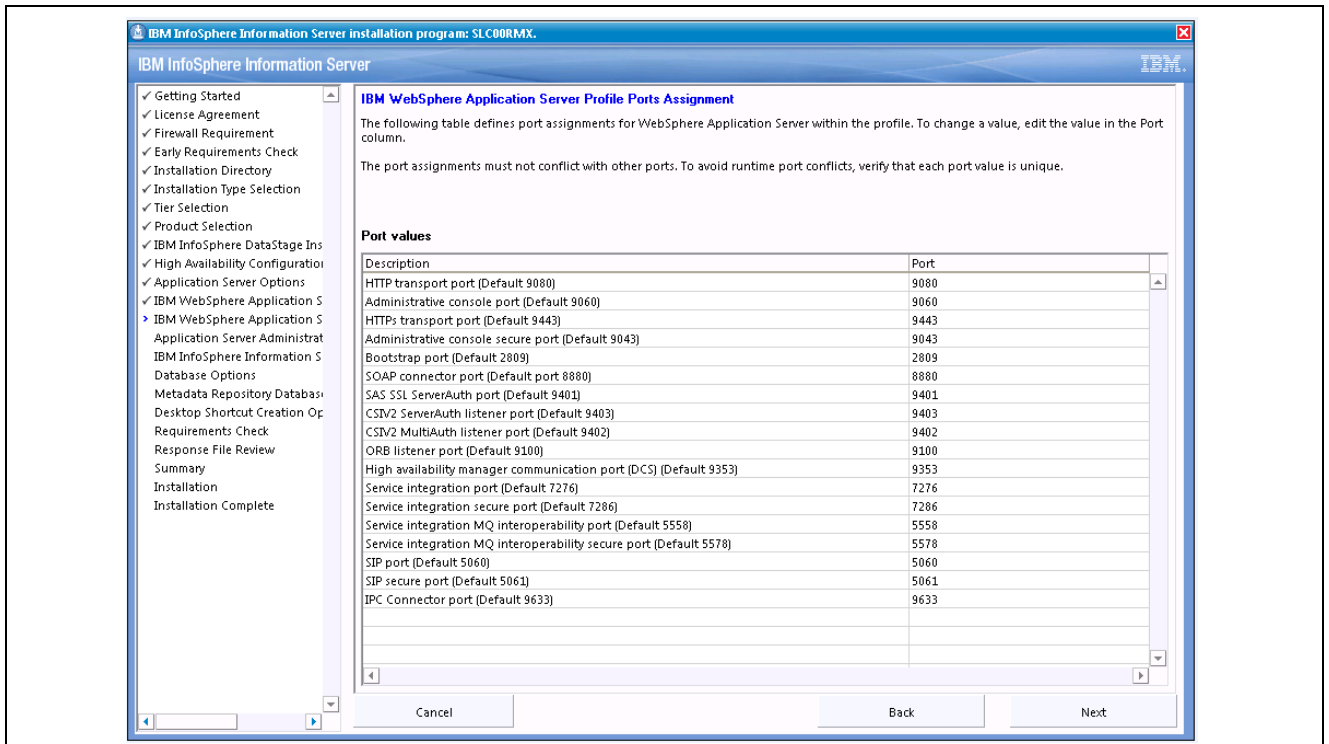 IBM InfoSphere Information Server installation program: SLC00RMX.
IBM InfoSphere Information Server
IBM.
Getting Started
License Agreement
Firewall Requirement
Early Requirements Check
Installation Directory
Installation Type Selection
Tier Selection
Product Selection
IBM InfoSphere DataStage Ins
High Availability Configuration
Application Server Options
IBM WebSphere Application S
IBM WebSphere Application S
Application Server Administrat
IBM InfoSphere Information S
Database Options
Metadata Repository Databas
Desktop Shortcut Creation Op
Requirements Check
Response File Review
Summary
Installation
Installation Complete
IBM WebSphere Application Server Profile Ports Assignment
The following table defines port assignments for WebSphere Application Server within the profile. To change a value, edit the value in the Port
column.
The port assignments must not conflict with other ports. To avoid runtime port conflicts, verify that each port value is unique.
Port values
Description Port
HTTP transport port (Default 9080) 9080
Administrative console port (Default 9060) 9060
HTTPs transport port (Default 9443) 9443
Administrative console secure port (Default 9043) 9043
Bootstrap port (Default 2809) 2809
SOAP connector port (Default port 8880) 8880
SAS SSL ServerAuth port (Default 9401) 9401
CSIV2 ServerAuth listener port (Default 9403) 9403
CSIV2 MultiAuth listener port (Default 9402) 9402
ORB listener port (Default 9100) 9100
High availability manager communication port (DCS) (Default 9353) 9353
Service integration port (Default 7276) 7276
Service integration secure port (Default 7286) 7286
Service integration MQ interoperability port (Default 5558) 5558
Service integration MQ interoperability secure port (Default 5578) 5578
SIP port (Default 5060) 5060
SIP secure port (Default 5061) 5061
IPC Connector port (Default 9633) 9633
Cancel Back Next